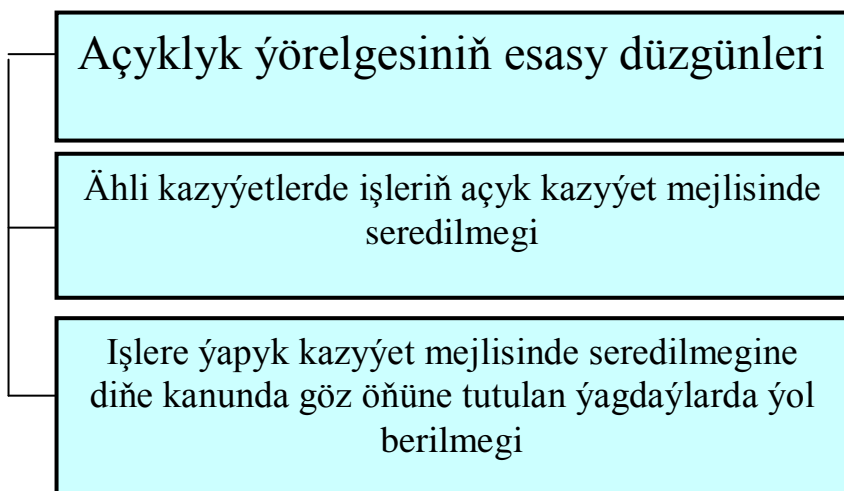 Açyklyk ýörelgesiniň esasy düzgünleri
Ähli kazyýetlerde işleriň açyk kazyýet mejlisinde
seredilmegi
Işlere ýapyk kazyýet mejlisinde seredilmegine
diňe kanunda göz öňüne tutulan ýagdaýlarda ýol
berilmegi